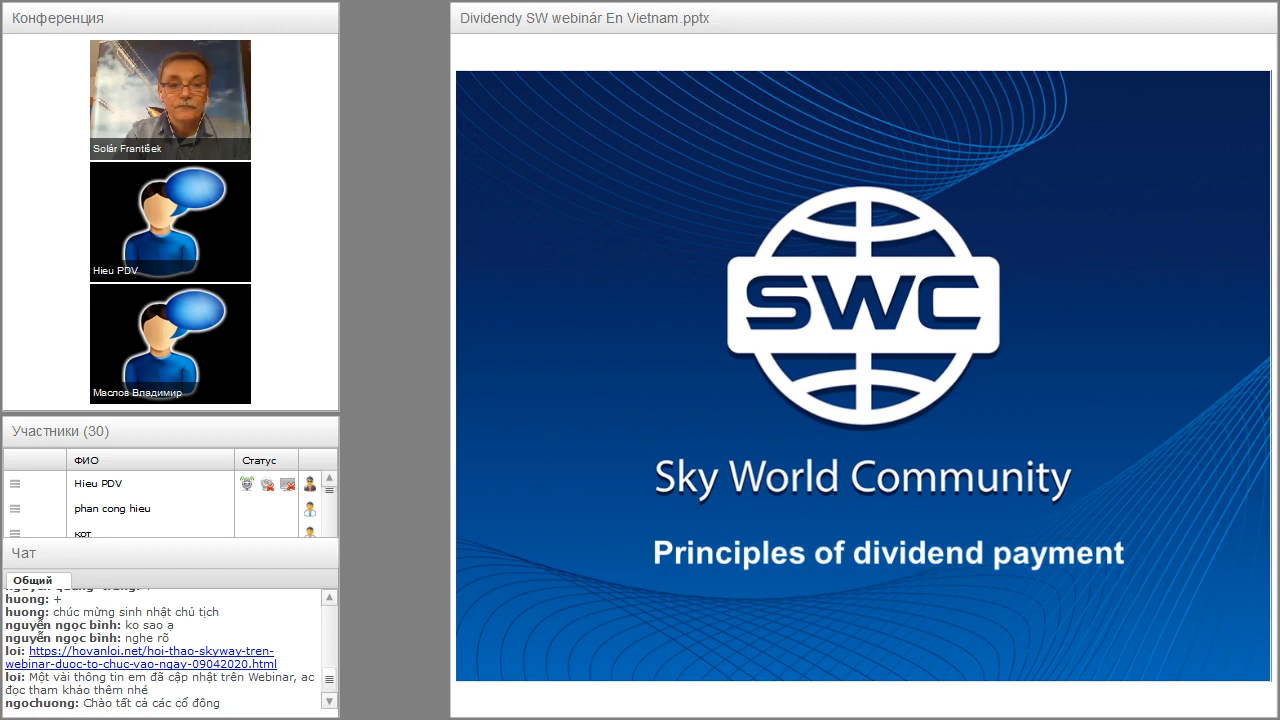 Конференция
Solár František
Hieu PDV
Маслов Владимир
Участники (30)
ФИО
Статус
Hieu PDV
phan cong hieu
кот
Чат
Общий
huong: +
huong: chúc mừng sinh nhật chủ tịch
nguyễn ngọc bình: ko sao ạ
nguyễn ngọc bình: nghe rõ
loi: https://hovanloi.net/hoi-thao-skyway-tren-
webinar-duoc-to-chuc-vao-ngay-09042020.html
loi: Một vài thông tin em đã cập nhật trên Webinar, ac
đọc tham khảo thêm nhé
ngochuong: Chào tất cả các cổ đông
Dividendy SW webinár En Vietnam.pptx
SWC
Sky World Community
Principles of dividend payment